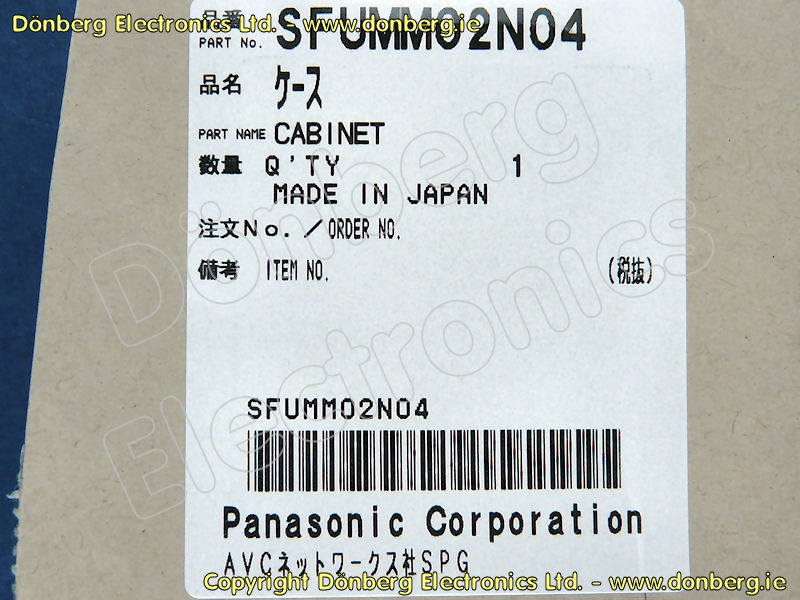 Dönberg Electronics Ltd. - www.donberg.ie
品番
PART No. SFUMM02N04
品名 ケース
PART NAME CABINET
数量 Q'TY 1
MADE IN JAPAN
注文No.／ORDER NO.
備考 ITEM NO. (税抜)
Dönberg
Electronics
SFUMM02N04
Panasonic Corporation
AVCネットワークス社SPG
Copyright Dönberg Electronics Ltd. - www.donberg.ie